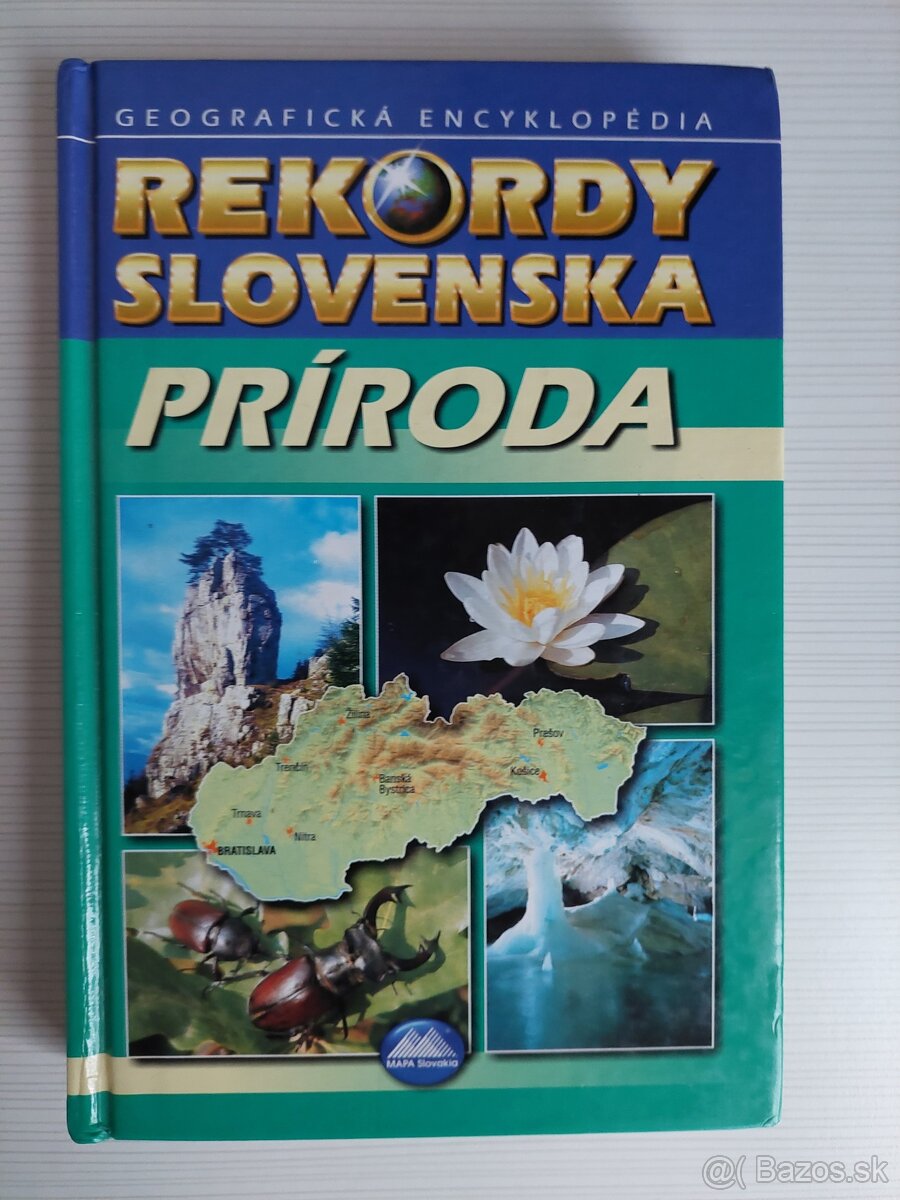 GEOGRAFICKÁ ENCYKLOPÉDIA
REKORDY
SLOVENSKA
PRÍRODA
Žilina
Prešov
Trenčín
Košice
Banská
Bystrica
Trnava
Nitra
BRATISLAVA
MAPA Slovakia
@( Bazos.sk